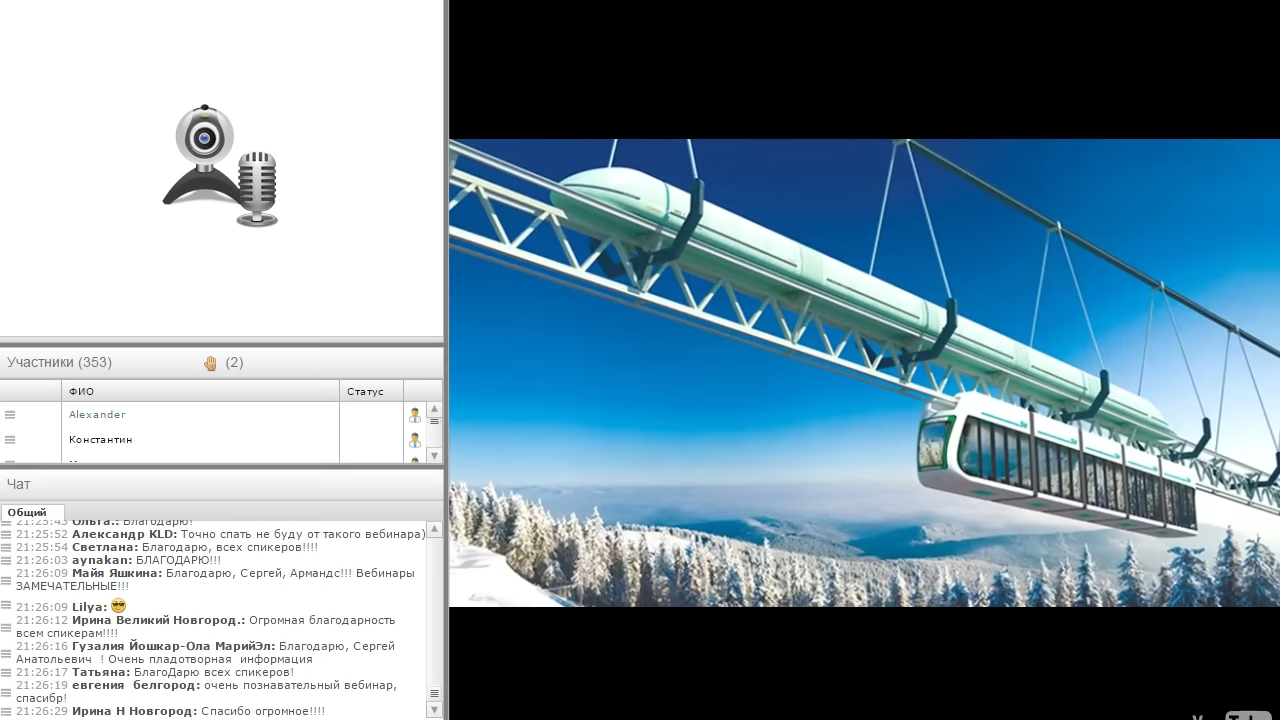 Участники (353) (2)
ФИО Статус
Alexander
Константин
Чат
Общий
21:25:43 Ольга.: Благодарю!
21:25:52 Александр KLD: Точно спать не буду от такого вебинара)
21:25:54 Светлана: Благодарю, всех спикеров!!!!
21:26:03 aynakan: БЛАГОДАРЮ!!!
21:26:09 Майя Яшкина: Благодарю, Сергей, Армандс!!! Вебинары
ЗАМЕЧАТЕЛЬНЫЕ!!!
21:26:09 Lilya:
21:26:12 Ирина Великий Новгород.: Огромная благодарность
всем спикерам!!!!
21:26:16 Гузалия Йошкар-Ола МарийЭл: Благодарю, Сергей
Анатольевич ! Очень пладотворная информация
21:26:17 Татьяна: БлагоДарю всех спикеров!
21:26:19 евгения белгород: очень познавательный вебинар,
спасибр!
21:26:29 Ирина Н Новгород: Спасибо огромное!!!!